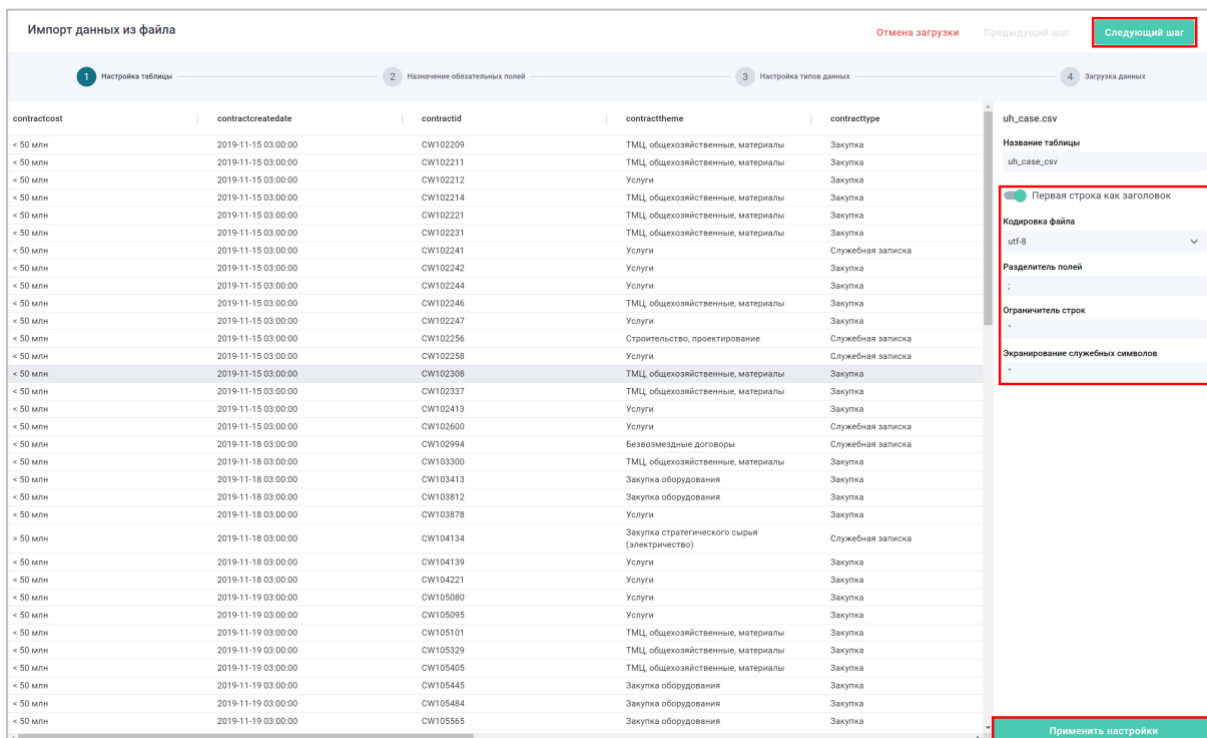 Импорт данных из файла
Отмена загрузки Предыдущий шаг Следующий шаг
1 Настройка таблицы 2 Назначение обязательных полей 3 Настройка типов данных 4 Загрузка данных
contractcost contractcreatedate contractid contracttheme contracttype
< 50 млн 2019-11-15 03:00:00 CW102209 ТМЦ, общехозяйственные, материалы Закупка
< 50 млн 2019-11-15 03:00:00 CW102211 ТМЦ, общехозяйственные, материалы Закупка
< 50 млн 2019-11-15 03:00:00 CW102212 Услуги Закупка
< 50 млн 2019-11-15 03:00:00 CW102214 ТМЦ, общехозяйственные, материалы Закупка
< 50 млн 2019-11-15 03:00:00 CW102221 ТМЦ, общехозяйственные, материалы Закупка
< 50 млн 2019-11-15 03:00:00 CW102231 ТМЦ, общехозяйственные, материалы Закупка
< 50 млн 2019-11-15 03:00:00 CW102241 Услуги Служебная записка
< 50 млн 2019-11-15 03:00:00 CW102242 Услуги Закупка
< 50 млн 2019-11-15 03:00:00 CW102244 Услуги Закупка
< 50 млн 2019-11-15 03:00:00 CW102246 ТМЦ, общехозяйственные, материалы Закупка
< 50 млн 2019-11-15 03:00:00 CW102247 Услуги Закупка
< 50 млн 2019-11-15 03:00:00 CW102256 Строительство, проектирование Служебная записка
< 50 млн 2019-11-15 03:00:00 CW102258 Услуги Служебная записка
< 50 млн 2019-11-15 03:00:00 CW102308 ТМЦ, общехозяйственные, материалы Закупка
< 50 млн 2019-11-15 03:00:00 CW102337 ТМЦ, общехозяйственные, материалы Закупка
< 50 млн 2019-11-15 03:00:00 CW102413 Услуги Закупка
< 50 млн 2019-11-15 03:00:00 CW102600 Услуги Служебная записка
< 50 млн 2019-11-18 03:00:00 CW102994 Безвозмездные договоры Служебная записка
< 50 млн 2019-11-18 03:00:00 CW103300 ТМЦ, общехозяйственные, материалы Закупка
< 50 млн 2019-11-18 03:00:00 CW103413 Закупка оборудования Закупка
< 50 млн 2019-11-18 03:00:00 CW103812 Закупка оборудования Закупка
< 50 млн 2019-11-18 03:00:00 CW103878 Услуги Закупка
> 50 млн 2019-11-18 03:00:00 CW104134 Закупка стратегического сырья
(электричество) Служебная записка
< 50 млн 2019-11-18 03:00:00 CW104139 Услуги Закупка
< 50 млн 2019-11-18 03:00:00 CW104221 Услуги Закупка
< 50 млн 2019-11-19 03:00:00 CW105080 Услуги Закупка
< 50 млн 2019-11-19 03:00:00 CW105095 Услуги Закупка
< 50 млн 2019-11-19 03:00:00 CW105101 ТМЦ, общехозяйственные, материалы Закупка
< 50 млн 2019-11-19 03:00:00 CW105329 ТМЦ, общехозяйственные, материалы Закупка
< 50 млн 2019-11-19 03:00:00 CW105405 ТМЦ, общехозяйственные, материалы Закупка
< 50 млн 2019-11-19 03:00:00 CW105445 Закупка оборудования Закупка
< 50 млн 2019-11-19 03:00:00 CW105484 Закупка оборудования Закупка
< 50 млн 2019-11-19 03:00:00 CW105565 Закупка оборудования Закупка
uh_case.csv
Название таблицы
uh_case_csv
Первая строка как заголовок
Кодировка файла
utf-8
Разделитель полей
;
Ограничитель строк
"
Экранирование служебных символов
"
Применить настройки